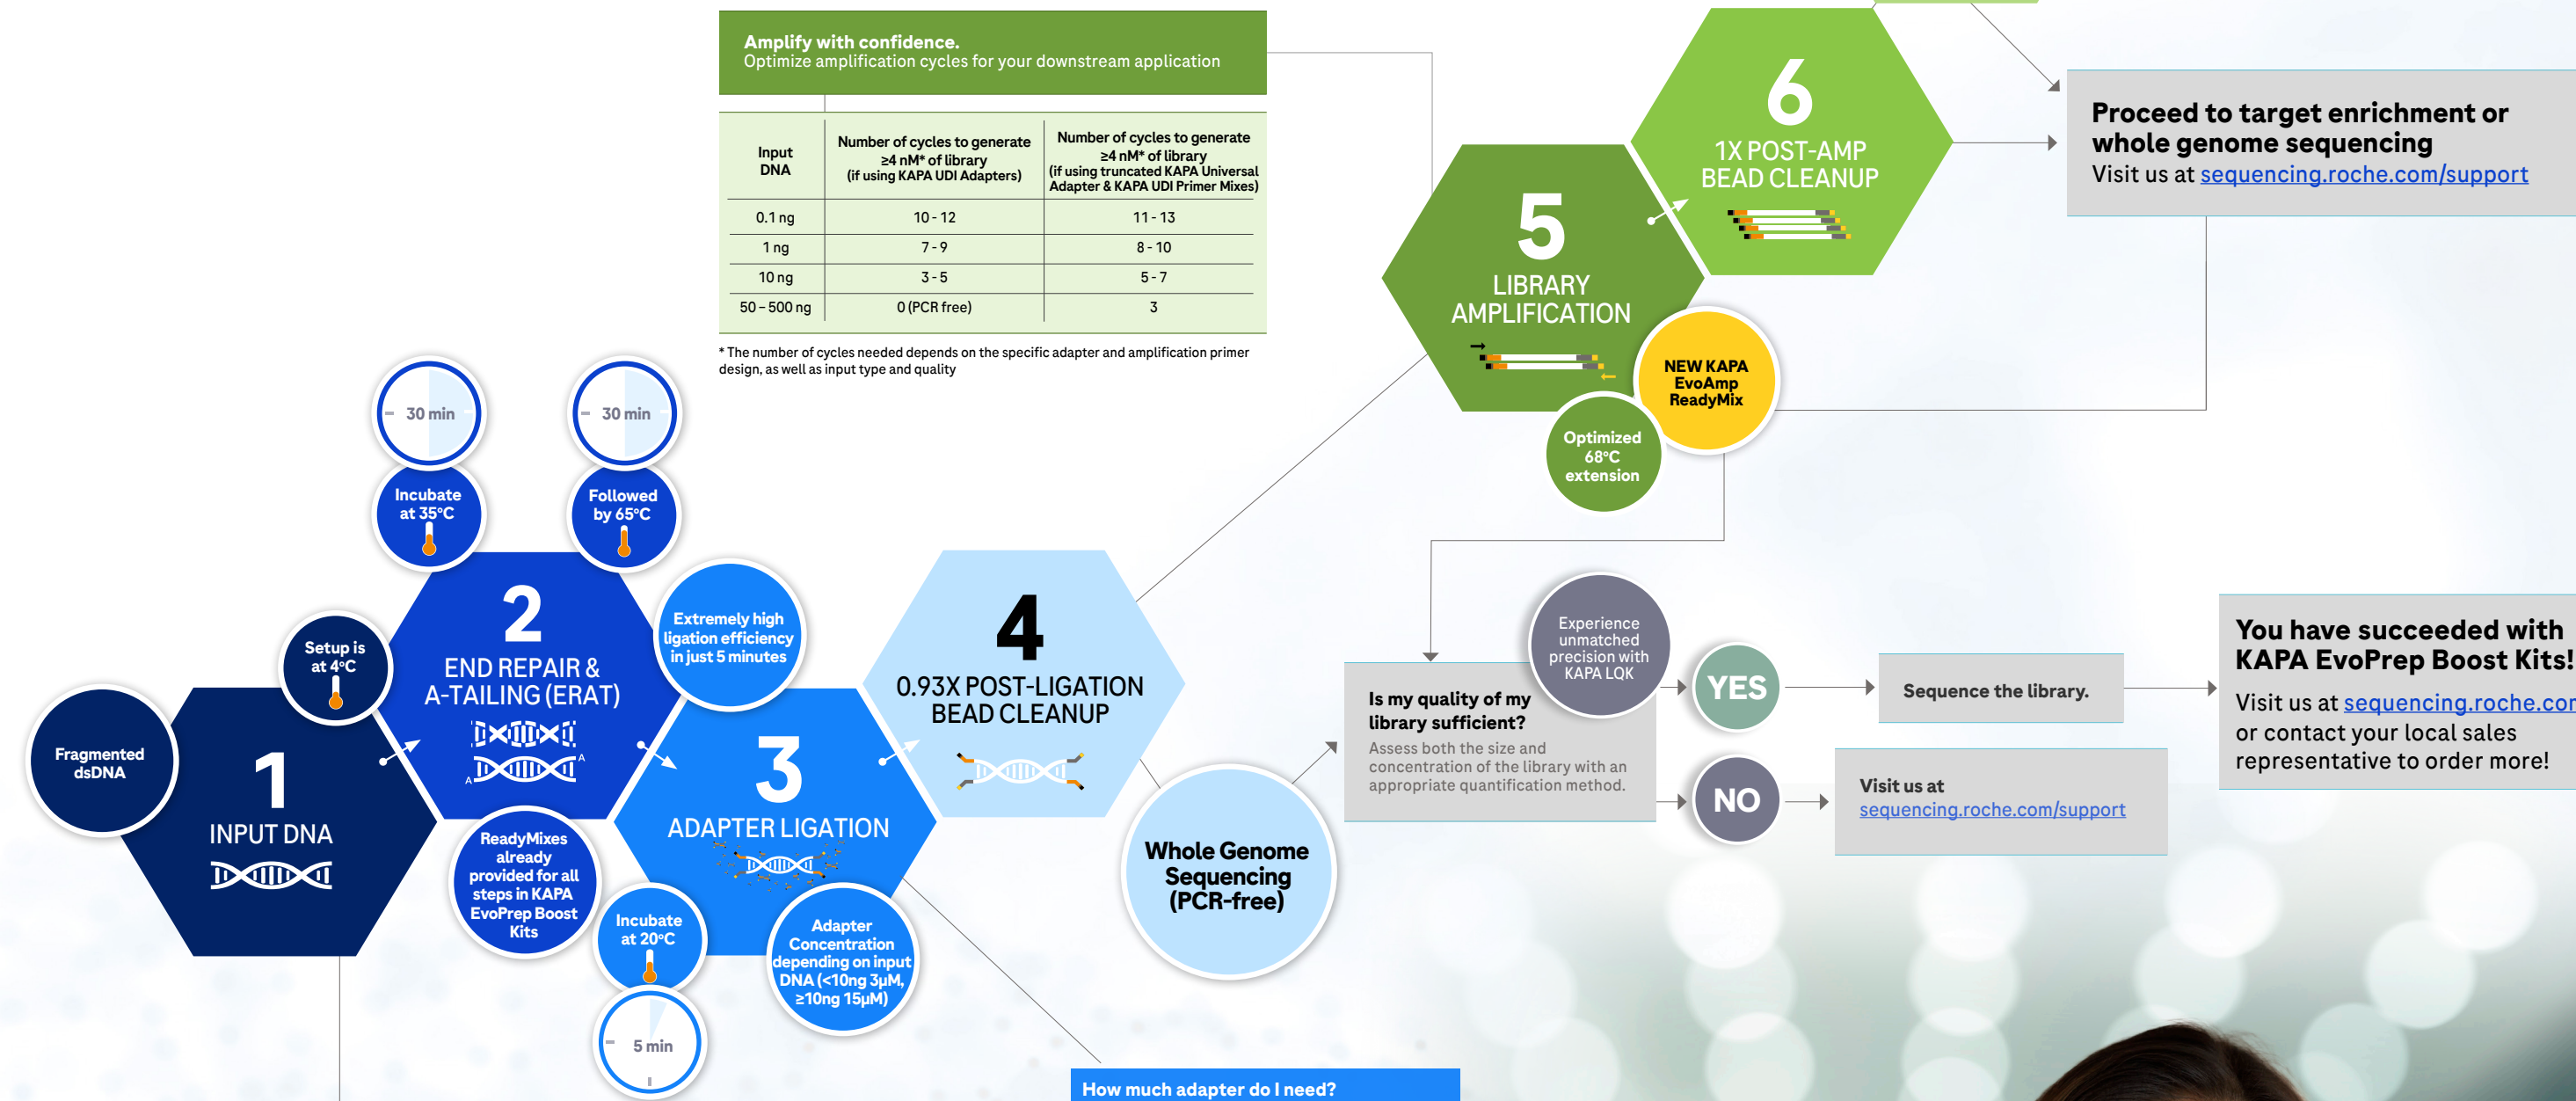 Amplify with confidence.
Optimize amplification cycles for your downstream application
Input
DNA
Number of cycles to generate
≥4 nM* of library
(if using KAPA UDI Adapters)
Number of cycles to generate
≥4 nM* of library
(if using truncated KAPA Universal
Adapter & KAPA UDI Primer Mixes)
0.1 ng 10 - 12 11 - 13
1 ng 7 - 9 8 - 10
10 ng 3 - 5 5 - 7
50 – 500 ng 0 (PCR free) 3
* The number of cycles needed depends on the specific adapter and amplification primer
design, as well as input type and quality
Fragmented
dsDNA
1
INPUT DNA
Setup is
at 4°C
30 min
Incubate
at 35°C
30 min
Followed
by 65°C
2
END REPAIR &
A-TAILING (ERAT)
A
A
ReadyMixes
already
provided for all
steps in KAPA
EvoPrep Boost
Kits
Extremely high
ligation efficiency
in just 5 minutes
3
ADAPTER LIGATION
Incubate
at 20°C
5 min
Adapter
Concentration
depending on input
DNA (<10ng 3µM,
≥10ng 15µM)
How much adapter do I need?
4
0.93X POST-LIGATION
BEAD CLEANUP
Whole Genome
Sequencing
(PCR-free)
5
LIBRARY
AMPLIFICATION
NEW KAPA
EvoAmp
ReadyMix
Optimized
68°C
extension
6
1X POST-AMP
BEAD CLEANUP
Proceed to target enrichment or
whole genome sequencing
Visit us at sequencing.roche.com/support
Experience
unmatched
precision with
KAPA LQK
Is my quality of my
library sufficient?
Assess both the size and
concentration of the library with an
appropriate quantification method.
YES
Sequence the library.
NO
Visit us at
sequencing.roche.com/support
You have succeeded with
KAPA EvoPrep Boost Kits!
Visit us at sequencing.roche.com
or contact your local sales
representative to order more!